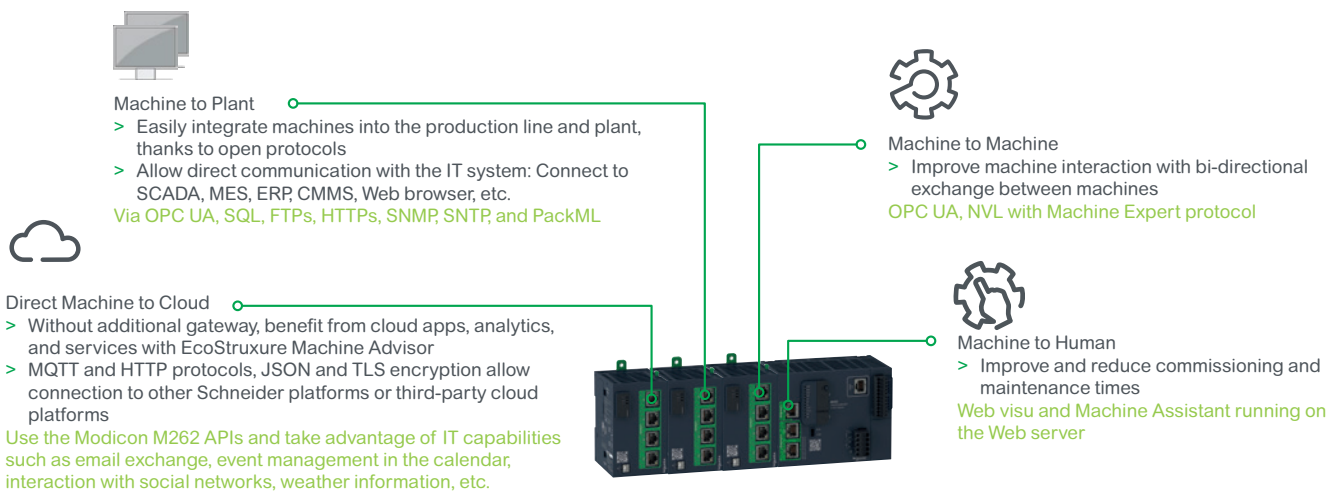 Machine to Plant
> Easily integrate machines into the production line and plant,
thanks to open protocols
> Allow direct communication with the IT system: Connect to
SCADA, MES, ERP, CMMS, Web browser, etc.
Via OPC UA, SQL, FTPs, HTTPs, SNMP, SNTP, and PackML
Direct Machine to Cloud
> Without additional gateway, benefit from cloud apps, analytics,
and services with EcoStruxure Machine Advisor
> MQTT and HTTP protocols, JSON and TLS encryption allow
connection to other Schneider platforms or third-party cloud
platforms
Use the Modicon M262 APIs and take advantage of IT capabilities
such as email exchange, event management in the calendar,
interaction with social networks, weather information, etc.
Machine to Machine
> Improve machine interaction with bi-directional
exchange between machines
OPC UA, NVL with Machine Expert protocol
Machine to Human
> Improve and reduce commissioning and
maintenance times
Web visu and Machine Assistant running on
the Web server